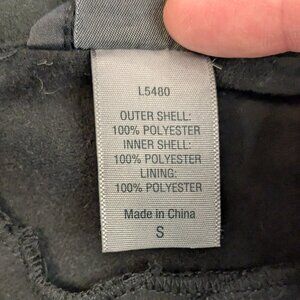 L5480
OUTER SHELL:
100% POLYESTER
INNER SHELL:
100% POLYESTER
LINING:
100% POLYESTER
Made in China
S